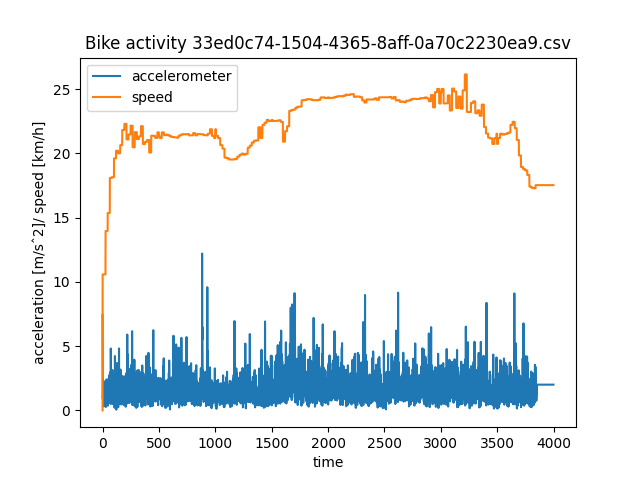 Bike activity 33ed0c74-1504-4365-8aff-0a70c2230ea9.csv
accelerometer
speed
acceleration [m/s^2]/ speed [km/h]
25
20
15
10
5
0
0 500 1000 1500 2000 2500 3000 3500 4000
time